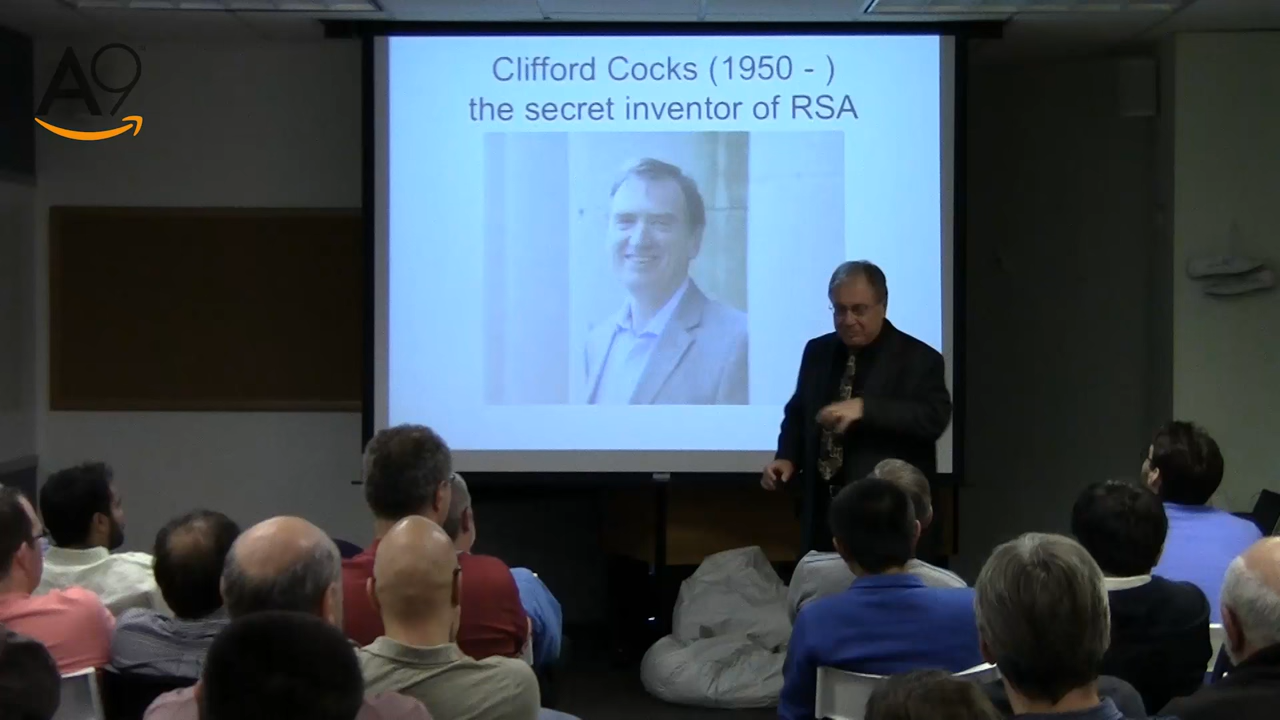 A9
Clifford Cocks (1950 - )
the secret inventor of RSA